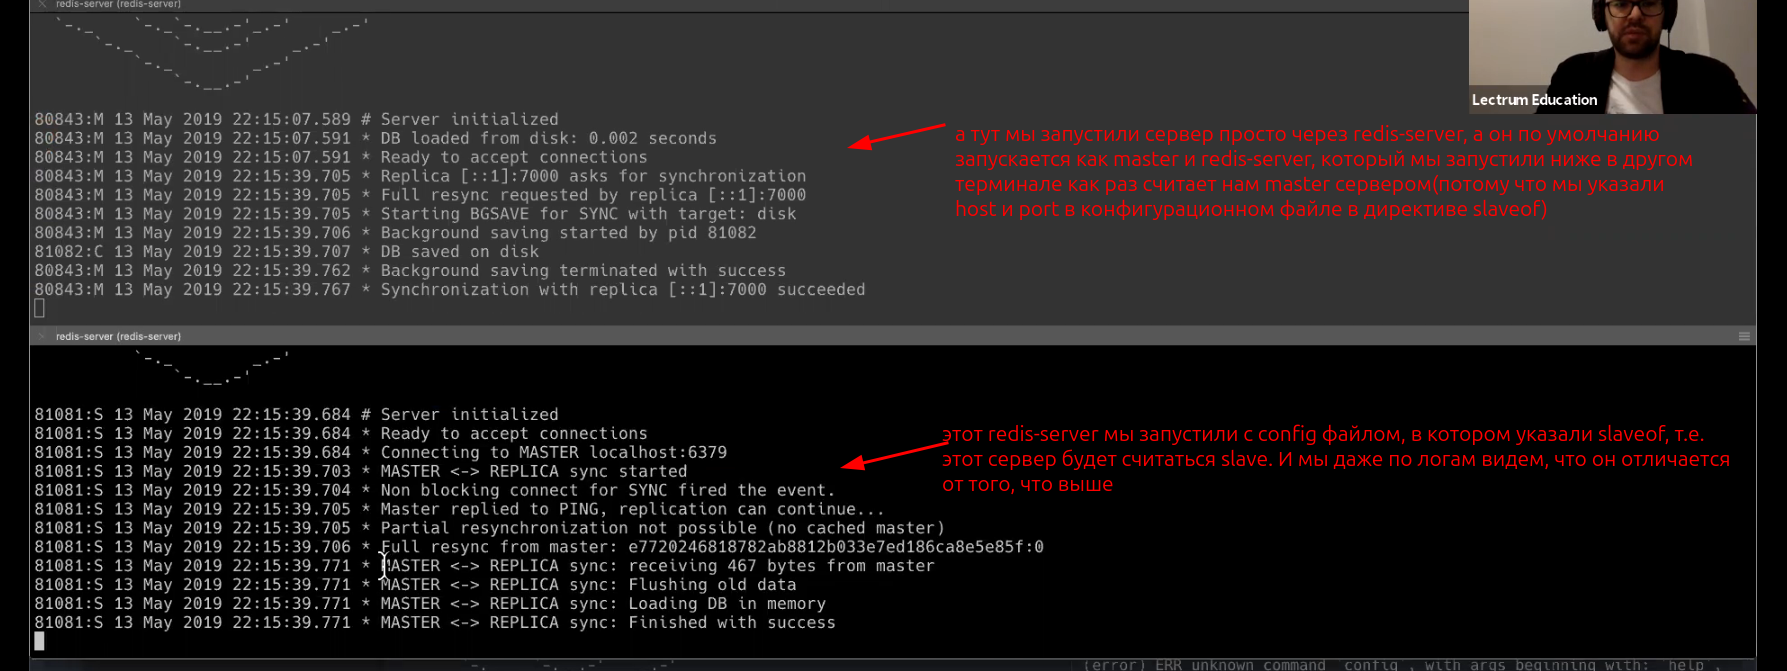 redis-server (redis-server)
Lectrum Education
80843:M 13 May 2019 22:15:07.589 # Server initialized
80843:M 13 May 2019 22:15:07.591 * DB loaded from disk: 0.002 seconds
80843:M 13 May 2019 22:15:07.591 * Ready to accept connections
80843:M 13 May 2019 22:15:39.705 * Replica [::1]:7000 asks for synchronization
80843:M 13 May 2019 22:15:39.705 * Full resync requested by replica [::1]:7000
80843:M 13 May 2019 22:15:39.705 * Starting BGSAVE for SYNC with target: disk
80843:M 13 May 2019 22:15:39.706 * Background saving started by pid 81082
81082:C 13 May 2019 22:15:39.707 * DB saved on disk
80843:M 13 May 2019 22:15:39.762 * Background saving terminated with success
80843:M 13 May 2019 22:15:39.767 * Synchronization with replica [::1]:7000 succeeded
а тут мы запустили сервер просто через redis-server, а он по умолчанию
запускается как master и redis-server, который мы запустили ниже в другом
терминале как раз считает нам master сервером(потому что мы указали
host и port в конфигурационном файле в директиве slaveof)
redis-server (redis-server)
81081:S 13 May 2019 22:15:39.684 # Server initialized
81081:S 13 May 2019 22:15:39.684 * Ready to accept connections
81081:S 13 May 2019 22:15:39.684 * Connecting to MASTER localhost:6379
81081:S 13 May 2019 22:15:39.703 * MASTER <-> REPLICA sync started
81081:S 13 May 2019 22:15:39.704 * Non blocking connect for SYNC fired the event.
81081:S 13 May 2019 22:15:39.705 * Master replied to PING, replication can continue...
81081:S 13 May 2019 22:15:39.705 * Partial resynchronization not possible (no cached master)
81081:S 13 May 2019 22:15:39.706 * Full resync from master: e7720246818782ab8812b033e7ed186ca8e5e85f:0
81081:S 13 May 2019 22:15:39.771 * MASTER <-> REPLICA sync: receiving 467 bytes from master
81081:S 13 May 2019 22:15:39.771 * MASTER <-> REPLICA sync: Flushing old data
81081:S 13 May 2019 22:15:39.771 * MASTER <-> REPLICA sync: Loading DB in memory
81081:S 13 May 2019 22:15:39.771 * MASTER <-> REPLICA sync: Finished with success
этот redis-server мы запустили с config файлом, в котором указали slaveof, т.е.
этот сервер будет считаться slave. И мы даже по логам видем, что он отличается
от того, что выше
(error) ERR unknown command `config`, with args beginning with: `help`,